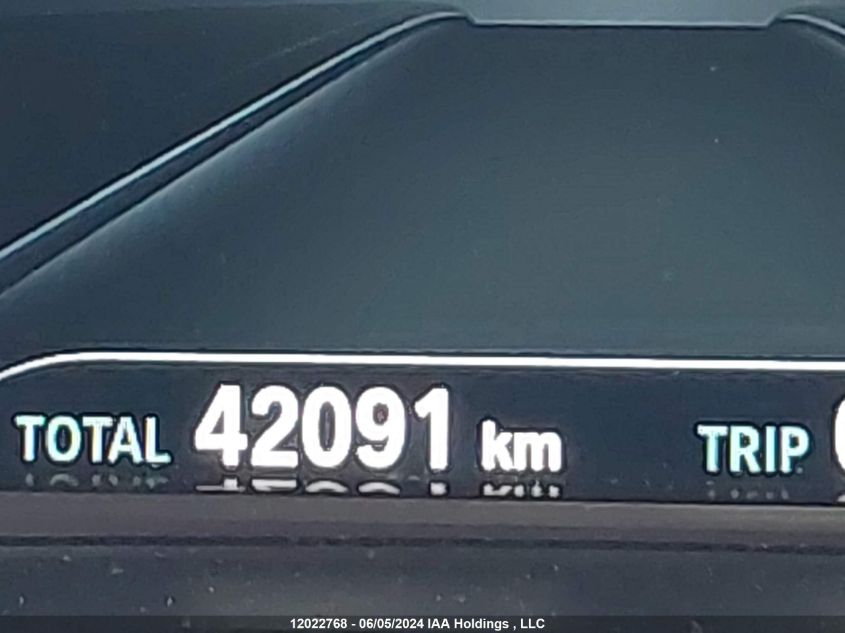 TOTAL 42091 km TRIP
12022768 - 06/05/2024 IAA Holdings , LLC